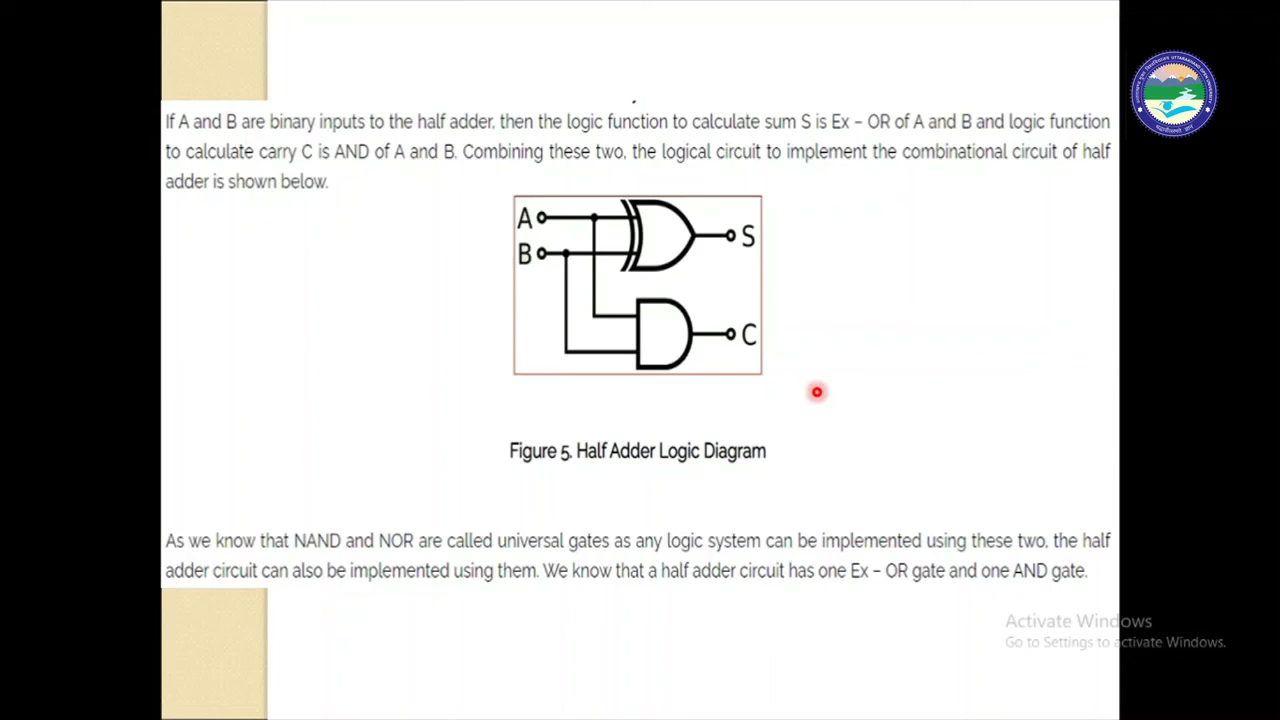 If A and B are binary inputs to the half adder, then the logic function to calculate sum S is Ex – OR of A and B and logic function
to calculate carry C is AND of A and B. Combining these two, the logical circuit to implement the combinational circuit of half
adder is shown below.
A
B
S
C
Figure 5. Half Adder Logic Diagram
As we know that NAND and NOR are called universal gates as any logic system can be implemented using these two, the half
adder circuit can also be implemented using them. We know that a half adder circuit has one Ex – OR gate and one AND gate.
Activate Windows
Go to Settings to activate Windows.